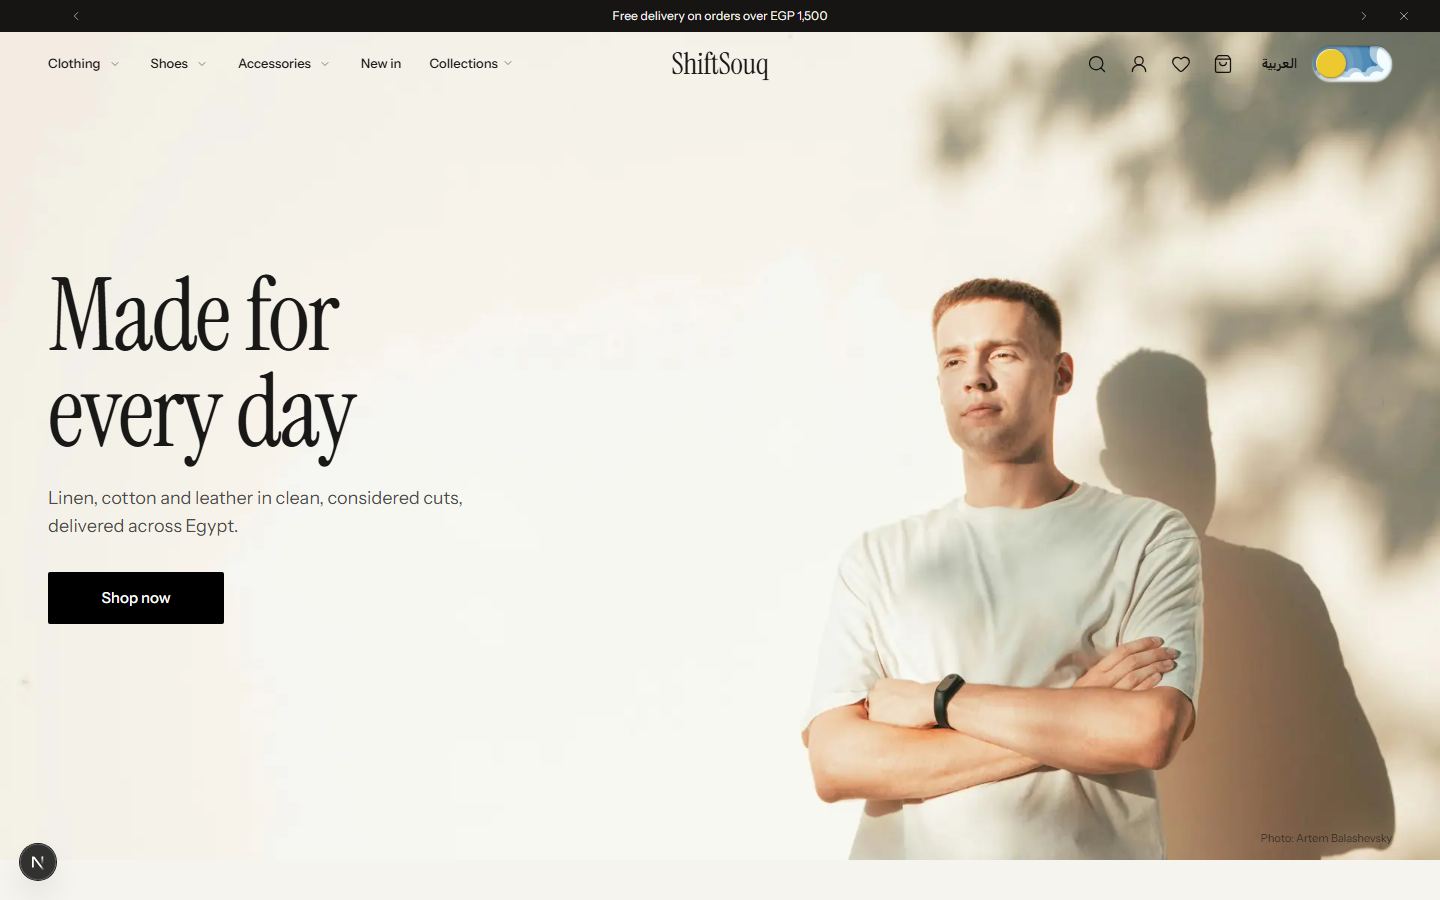 Free delivery on orders over EGP 1,500
Clothing
Shoes
Accessories
New in
Collections
ShiftSouq
العربية
Made for
every day
Linen, cotton and leather in clean, considered cuts,
delivered across Egypt.
Shop now
Photo: Artem Balashevsky
N